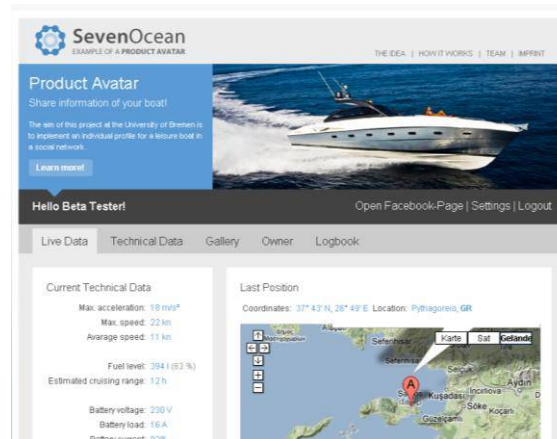 SevenOcean
EXAMPLE OF A PRODUCT AVATAR
THE IDEA | HOW IT WORKS | TEAM | IMPRINT
Product Avatar
Share information of your boat!
The aim of this project at the University of Bremen is
to implement an individual profile for a leisure boat in
a social network.
Learn more!
Hello Beta Tester!
Open Facebook-Page | Settings | Logout
Live Data
Technical Data
Gallery
Owner
Logbook
Current Technical Data
Max. acceleration: 18 m/s²
Max. speed: 22 kn
Avarage speed: 11 kn
Fuel level: 394 l (63 %)
Estimated cruising range: 12 h
Battery voltage: 230 V
Battery load: 16 A
Last Position
Coordinates: 37° 43' N, 26° 49' E Location: Pythagoreio, GR
Karte
Sat
Gelände
Seferihisar
Selçuk
A
Kuşadası
İncirliova
Aydın
Söke
Koçarlı
Güzelçamlı